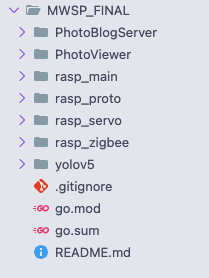 MWSP_FINAL
PhotoBlogServer
PhotoViewer
rasp_main
rasp_proto
rasp_servo
rasp_zigbee
yolov5
.gitignore
go.mod
go.sum
README.md